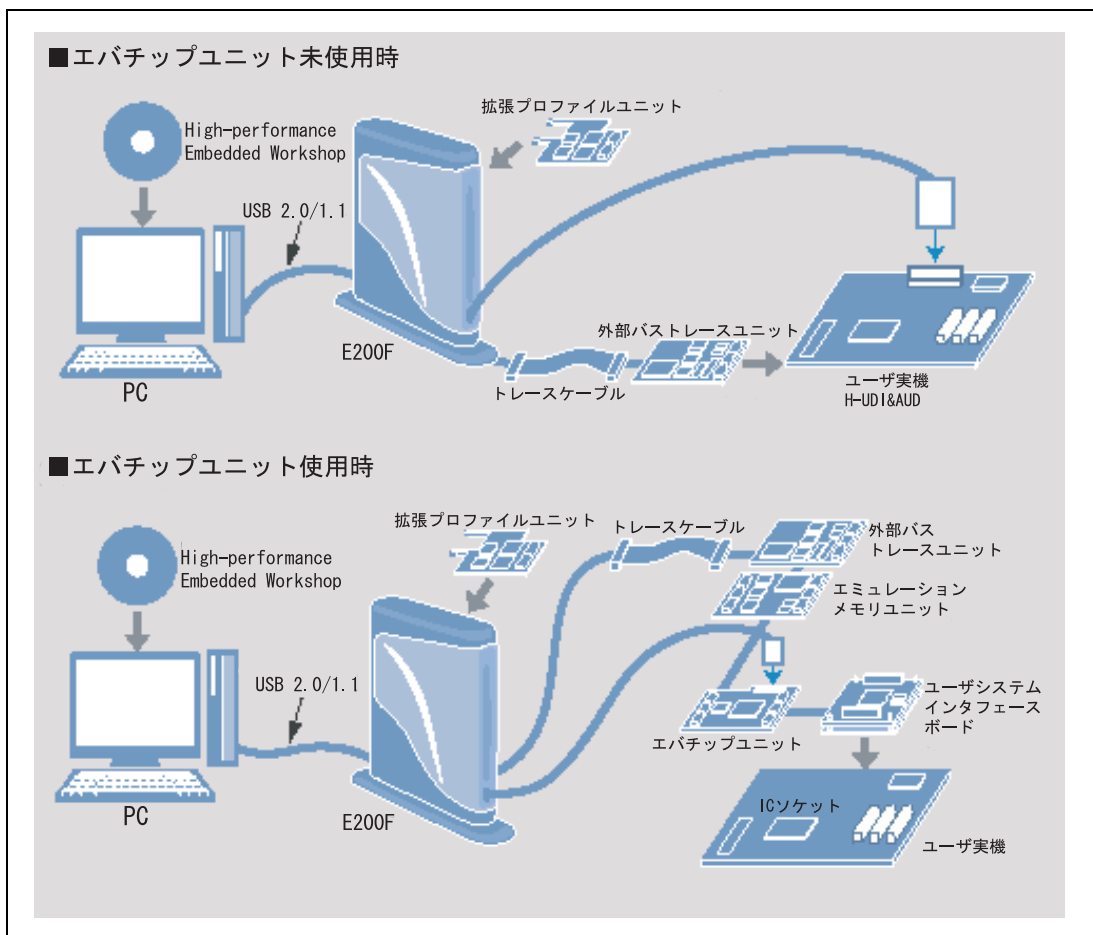 ■エバチップユニット未使用時
拡張プロファイルユニット
High-performance
Embedded Workshop
USB 2.0/1.1
外部バストレースユニット
E200F
トレースケーブル
PC
ユーザ実機
H-UDI&AUD
■エバチップユニット使用時
拡張プロファイルユニット
トレースケーブル
外部バス
トレースユニット
High-performance
Embedded Workshop
エミュレーション
メモリユニット
USB 2.0/1.1
ユーザシステム
インタフェース
ボード
エバチップユニット
PC
E200F
ICソケット
ユーザ実機